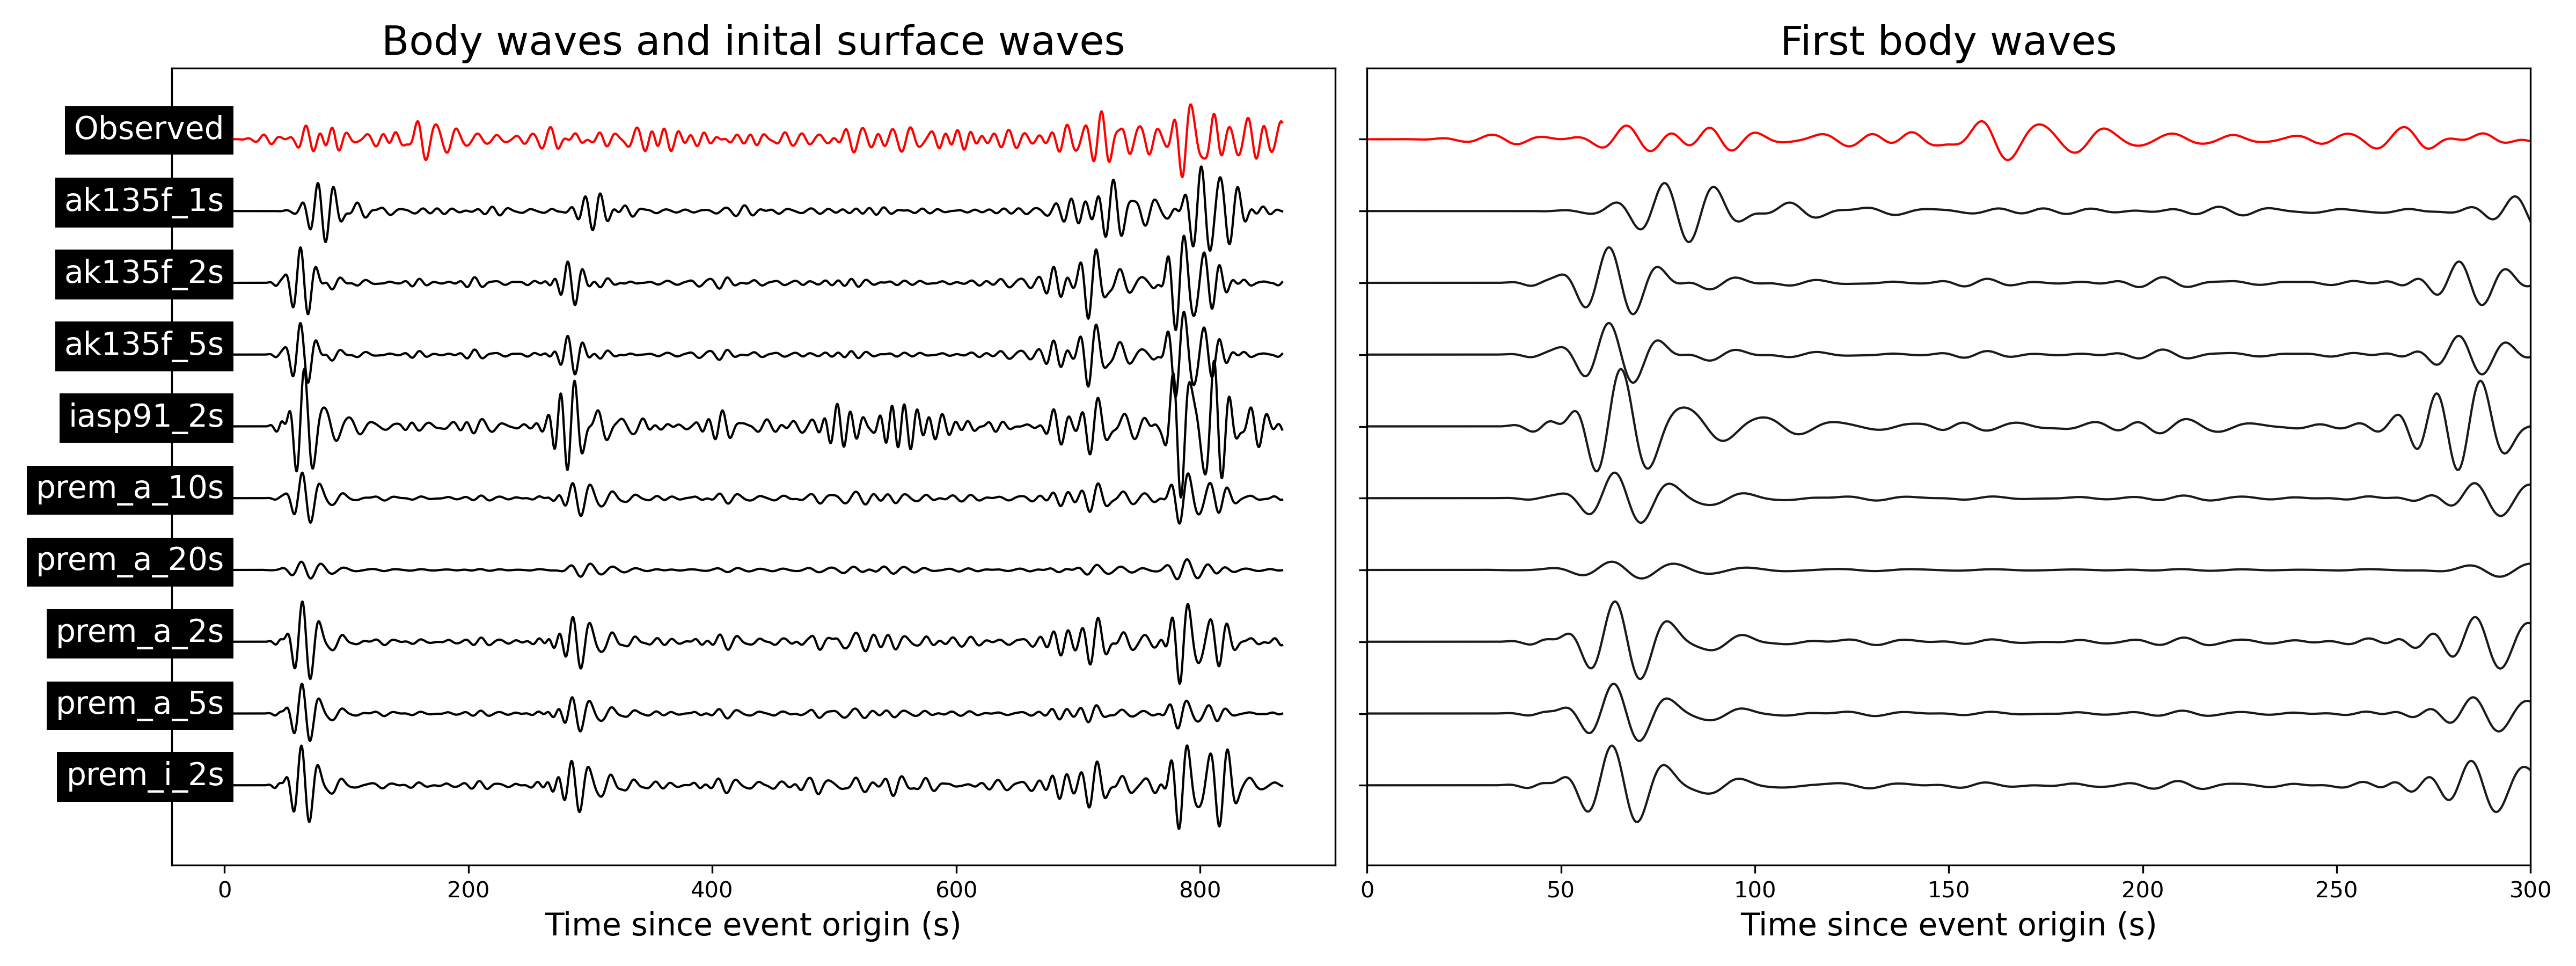 Body waves and inital surface waves
Observed
ak135f_1s
ak135f_2s
ak135f_5s
iasp91_2s
prem_a_10s
prem_a_20s
prem_a_2s
prem_a_5s
prem_i_2s
0 200 400 600 800
Time since event origin (s)
First body waves
0 50 100 150 200 250 300
Time since event origin (s)